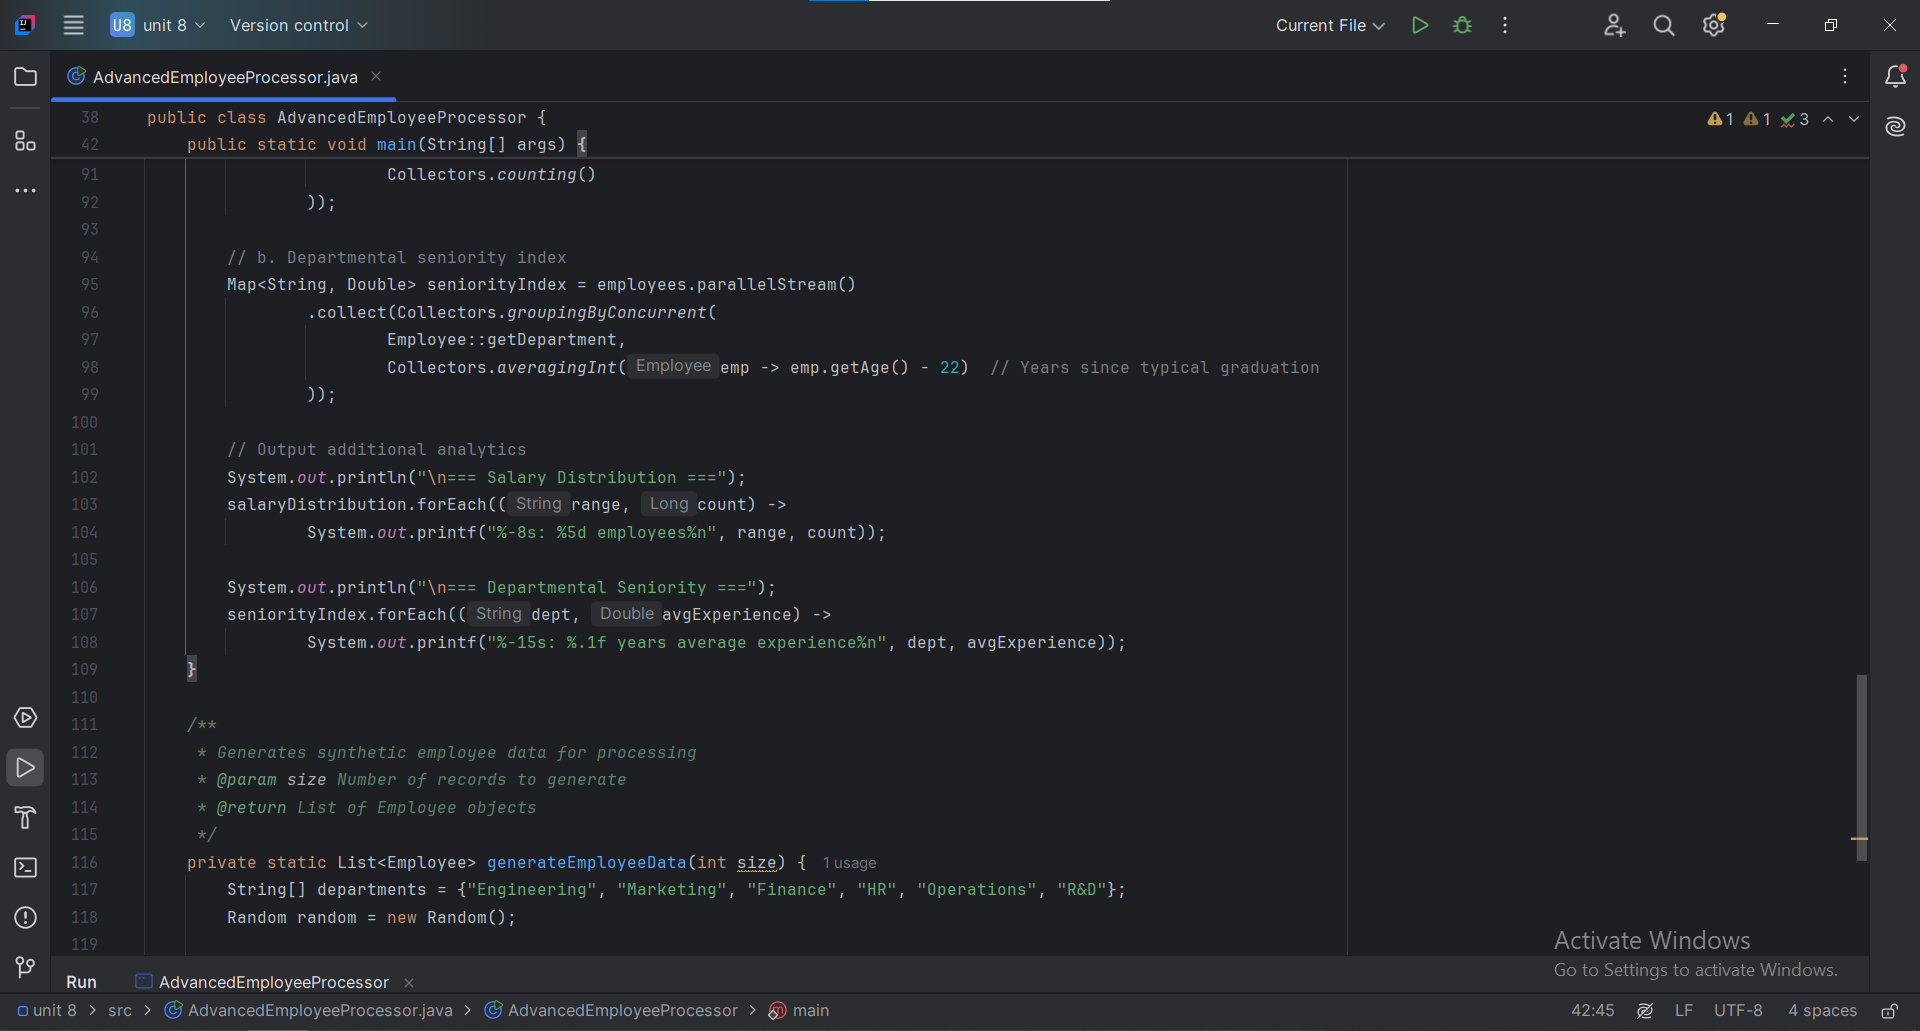 U8 unit 8 Version control Current File
AdvancedEmployeeProcessor.java
38 public class AdvancedEmployeeProcessor { 1 1 3
42 public static void main(String[] args) {
91 Collectors.counting()
92 ));
93
94 // b. Departmental seniority index
95 Map<String, Double> seniorityIndex = employees.parallelStream()
96 .collect(Collectors.groupingByConcurrent(
97 Employee::getDepartment,
98 Collectors.averagingInt( Employee emp -> emp.getAge() - 22) // Years since typical graduation
99 ));
100
101 // Output additional analytics
102 System.out.println("\n=== Salary Distribution ===");
103 salaryDistribution.forEach(( String range, Long count) ->
104 System.out.printf("%-8s: %5d employees%n", range, count));
105
106 System.out.println("\n=== Departmental Seniority ===");
107 seniorityIndex.forEach(( String dept, Double avgExperience) ->
108 System.out.printf("%-15s: %.1f years average experience%n", dept, avgExperience));
109 }
110
111 /**
112 * Generates synthetic employee data for processing
113 * @param size Number of records to generate
114 * @return List of Employee objects
115 */
116 private static List<Employee> generateEmployeeData(int size) { 1 usage
117 String[] departments = {"Engineering", "Marketing", "Finance", "HR", "Operations", "R&D"};
118 Random random = new Random();
119
Activate Windows
Go to Settings to activate Windows.
Run AdvancedEmployeeProcessor
unit 8 > src > AdvancedEmployeeProcessor.java > AdvancedEmployeeProcessor > m main 42:45 LF UTF-8 4 spaces